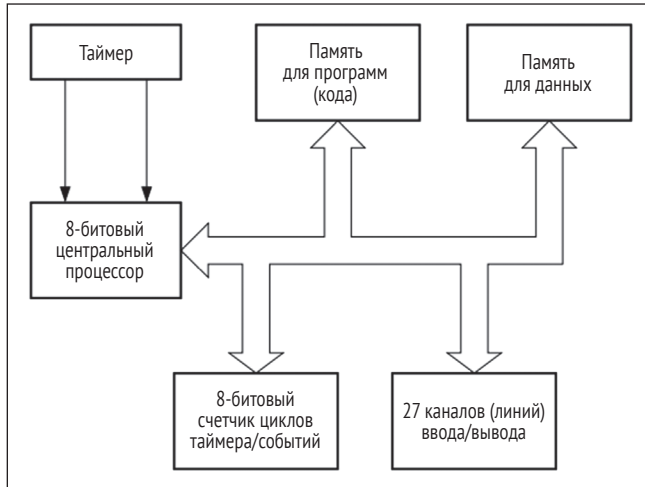 Таймер
Память
для программ
(кода)
Память
для данных
8-битовый
центральный
процессор
8-битовый
счетчик циклов
таймера/событий
27 каналов (линий)
ввода/вывода